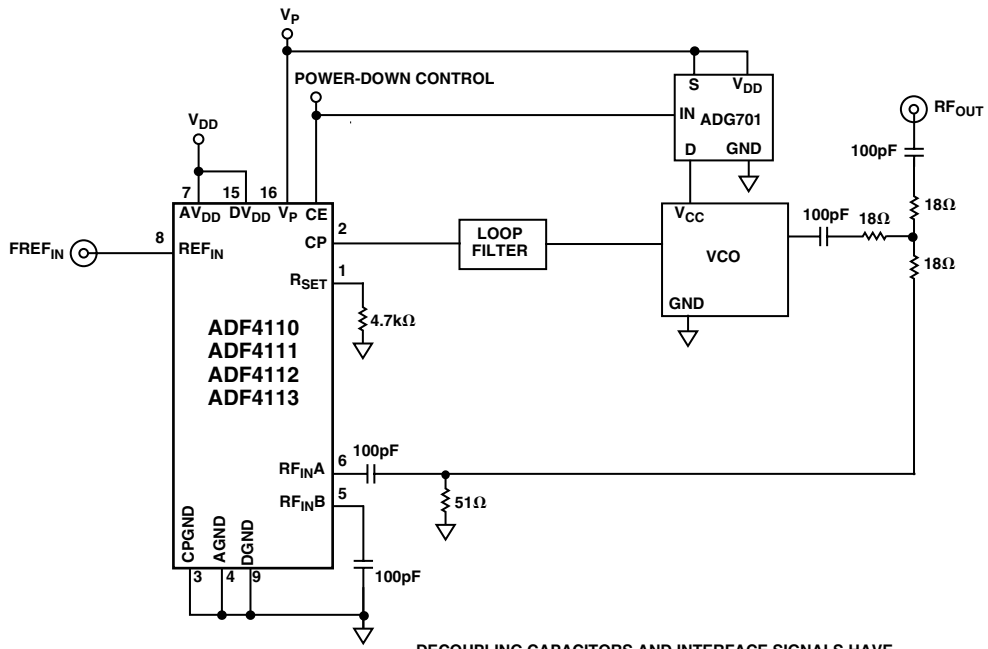 VP
POWER-DOWN CONTROL
S VDD
IN ADG701
D GND
RFOUT
100pF
VDD
7 15 16
AVDD DVDD VP CE
2
CP
LOOP
FILTER
VCC
VCO
GND
100pF 18Ω
18Ω
18Ω
FREFIN
8
REFIN
1
RSET
4.7kΩ
ADF4110
ADF4111
ADF4112
ADF4113
RFINA
6
100pF
51Ω
5
RFINB
100pF
CPGND
AGND
DGND
3 4 9
DECOUPLING CAPACITORS AND INTERFACE SIGNALS HAVE